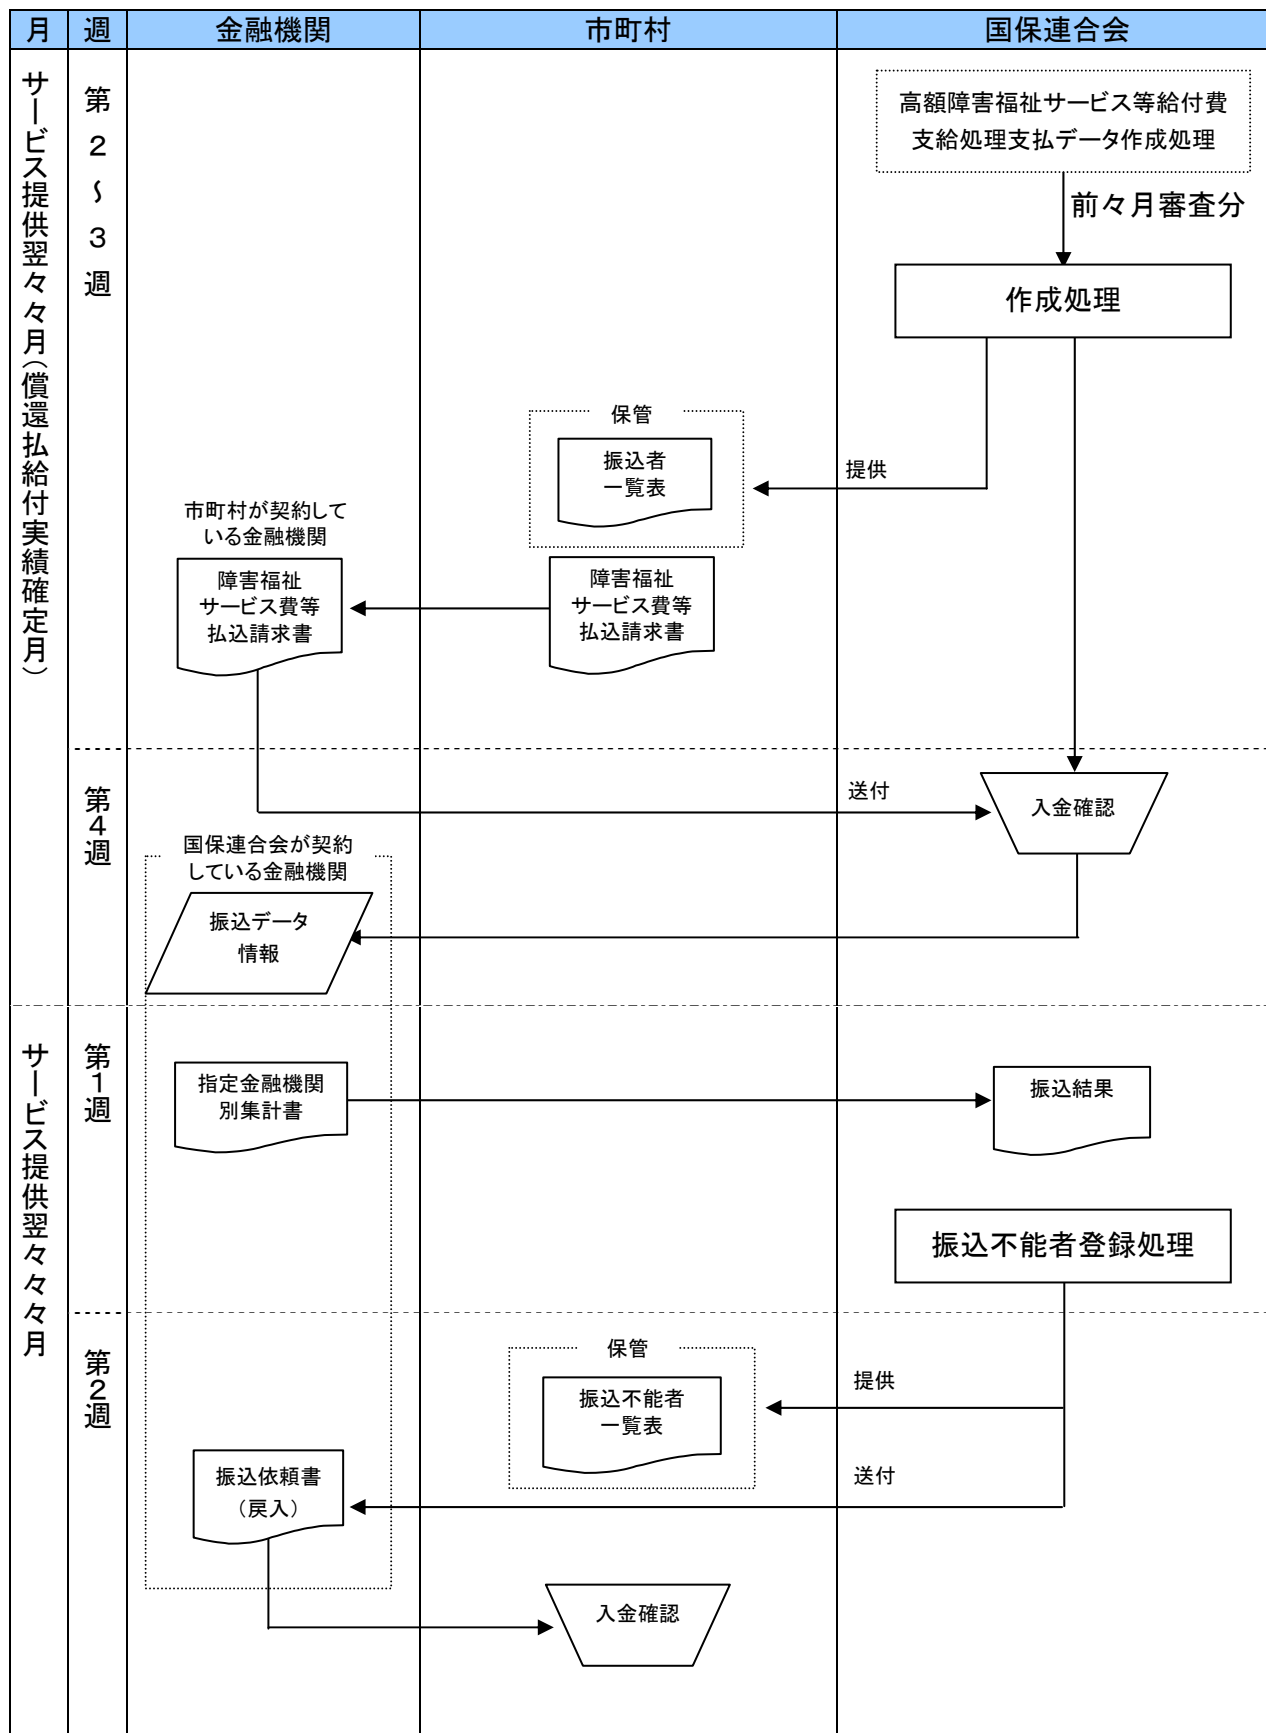 月
週
金融機関
市町村
国保連合会
サービス提供翌々月（償還払給付実績確定月）
第２～３週
高額障害福祉サービス等給付費
支給処理支払データ作成処理
前々月審査分
作成処理
保管
振込者
一覧表
提供
市町村が契約して
いる金融機関
障害福祉
サービス費等
払込請求書
障害福祉
サービス費等
払込請求書
第４週
送付
入金確認
国保連合会が契約
している金融機関
振込データ
情報
サービス提供翌々々月
第１週
指定金融機関
別集計書
振込結果
振込不能者登録処理
第２週
保管
振込不能者
一覧表
提供
振込依頼書
（戻入）
送付
入金確認